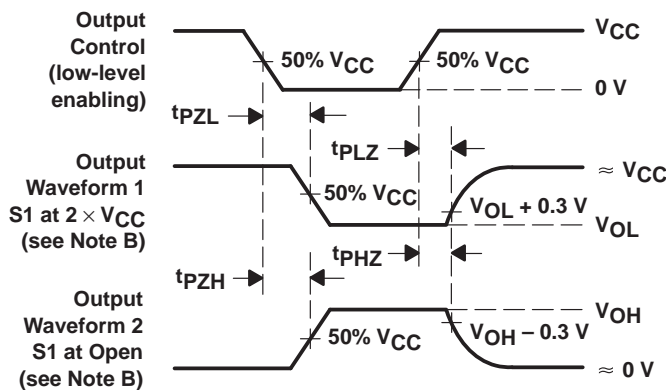 Output
Control
(low-level
enabling)
50% VCC
50% VCC
VCC
0 V
tPZL
tPLZ
Output
Waveform 1
S1 at 2 × VCC
(see Note B)
50% VCC
≈ VCC
VOL + 0.3 V
VOL
tPZH
tPHZ
Output
Waveform 2
S1 at Open
(see Note B)
50% VCC
VOH
VOH – 0.3 V
≈ 0 V